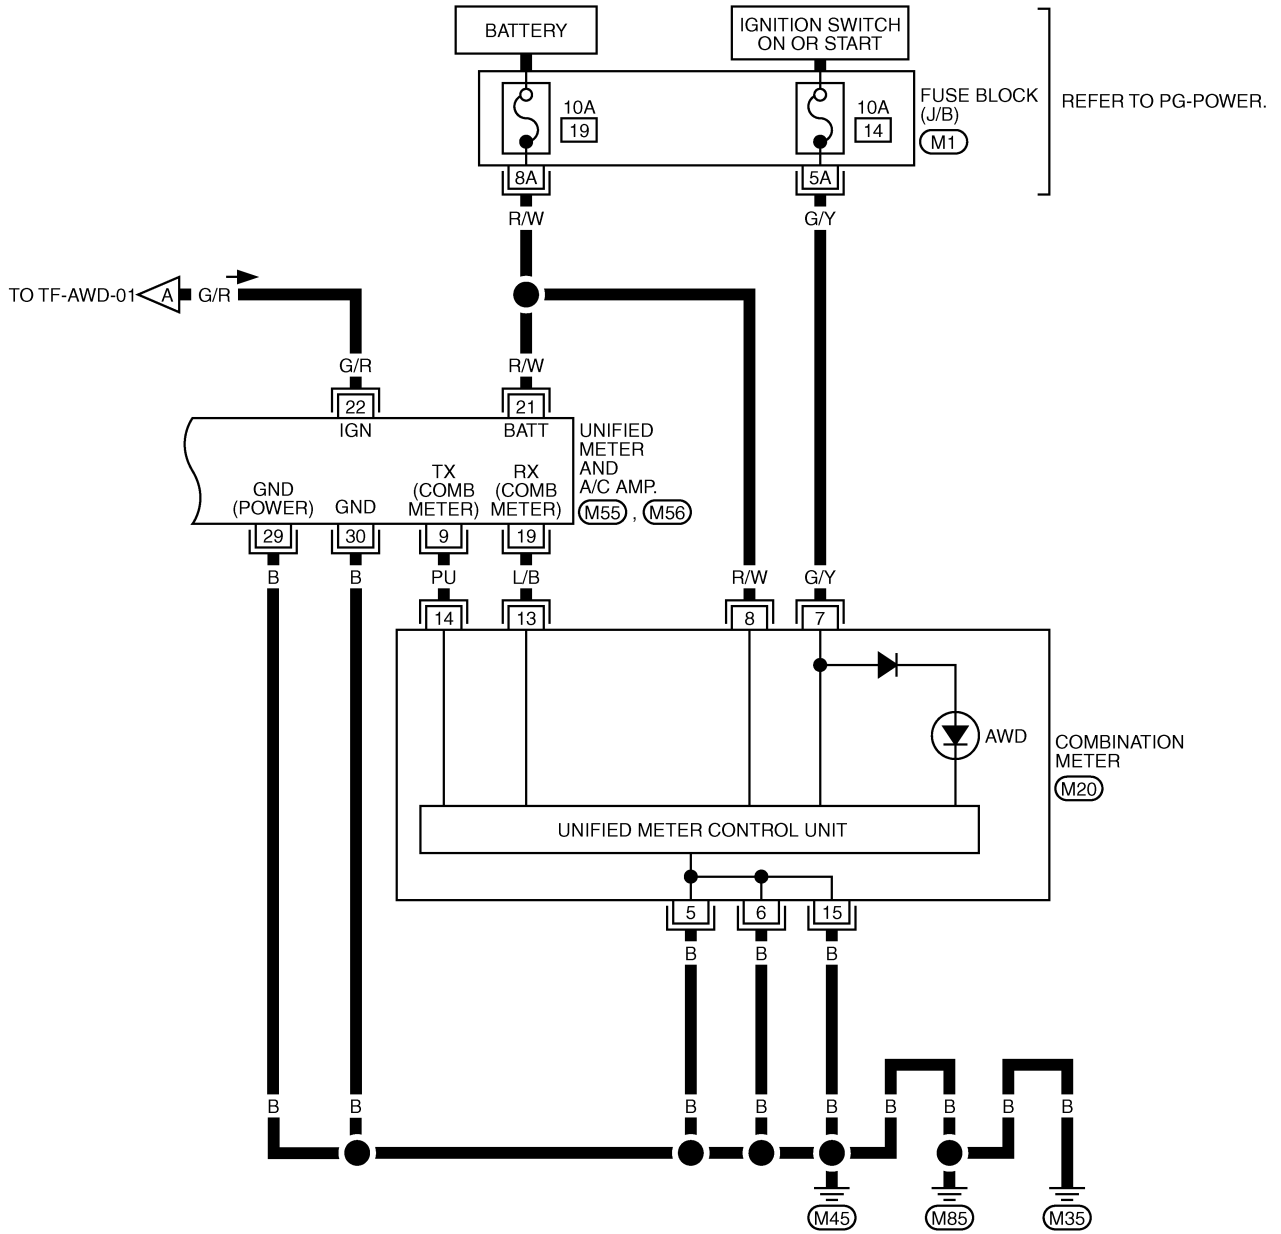 BATTERY
IGNITION SWITCH
ON OR START
10A
19
10A
14
FUSE BLOCK
(J/B)
M1
REFER TO PG-POWER.
8A
5A
R/W
G/Y
TO TF-AWD-01
A
G/R
G/R
R/W
22
21
IGN
BATT
UNIFIED
METER
AND
A/C AMP.
M55 , M56
GND
(POWER)
GND
TX
(COMB
METER)
RX
(COMB
METER)
29
30
9
19
B
B
PU
L/B
R/W
G/Y
14
13
8
7
AWD
COMBINATION
METER
M20
UNIFIED METER CONTROL UNIT
5
6
15
B
B
B
B
B
B
B
B
B
B
B
B
M45
M85
M35